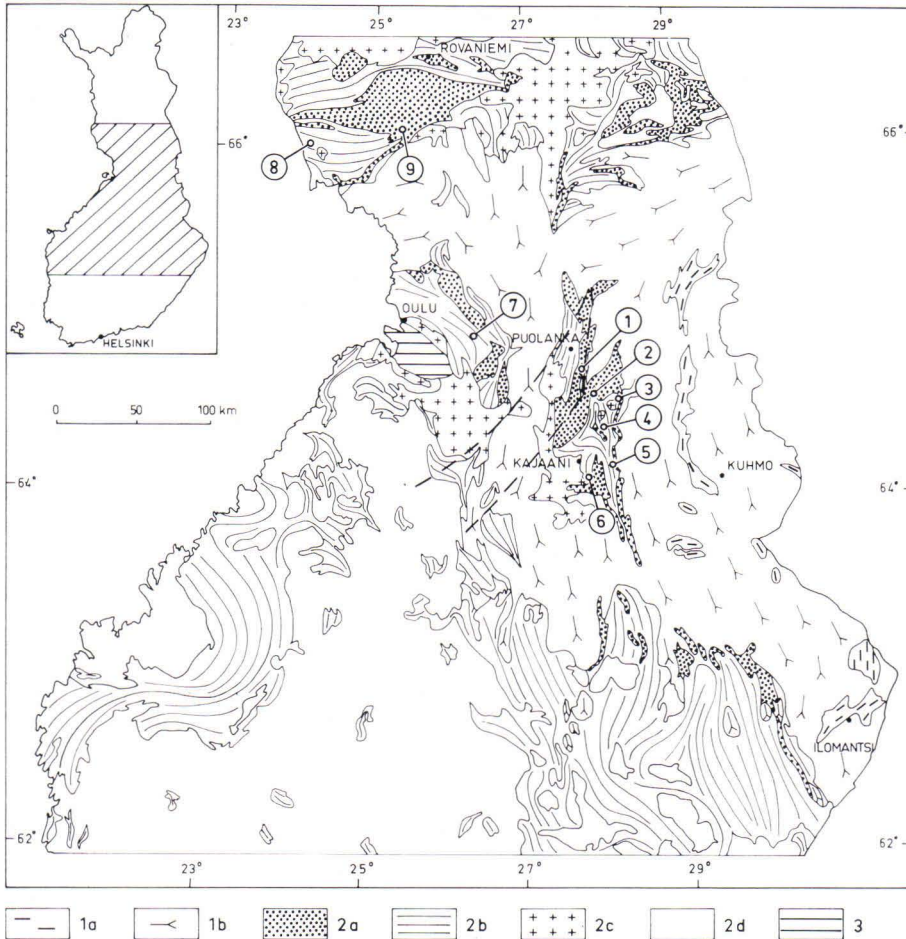 23° 25° 27° 29°
ROVANIEMI
66° 66°
8 9
OULU
7
PUOLANKA
1
2
3
4
KAJAANI
5
KUHMO
6
64° 64°
HELSINKI
0 50 100 km
ILOMANTSI
62° 62°
23° 25° 27° 29°
1a 1b 2a 2b 2c 2d 3